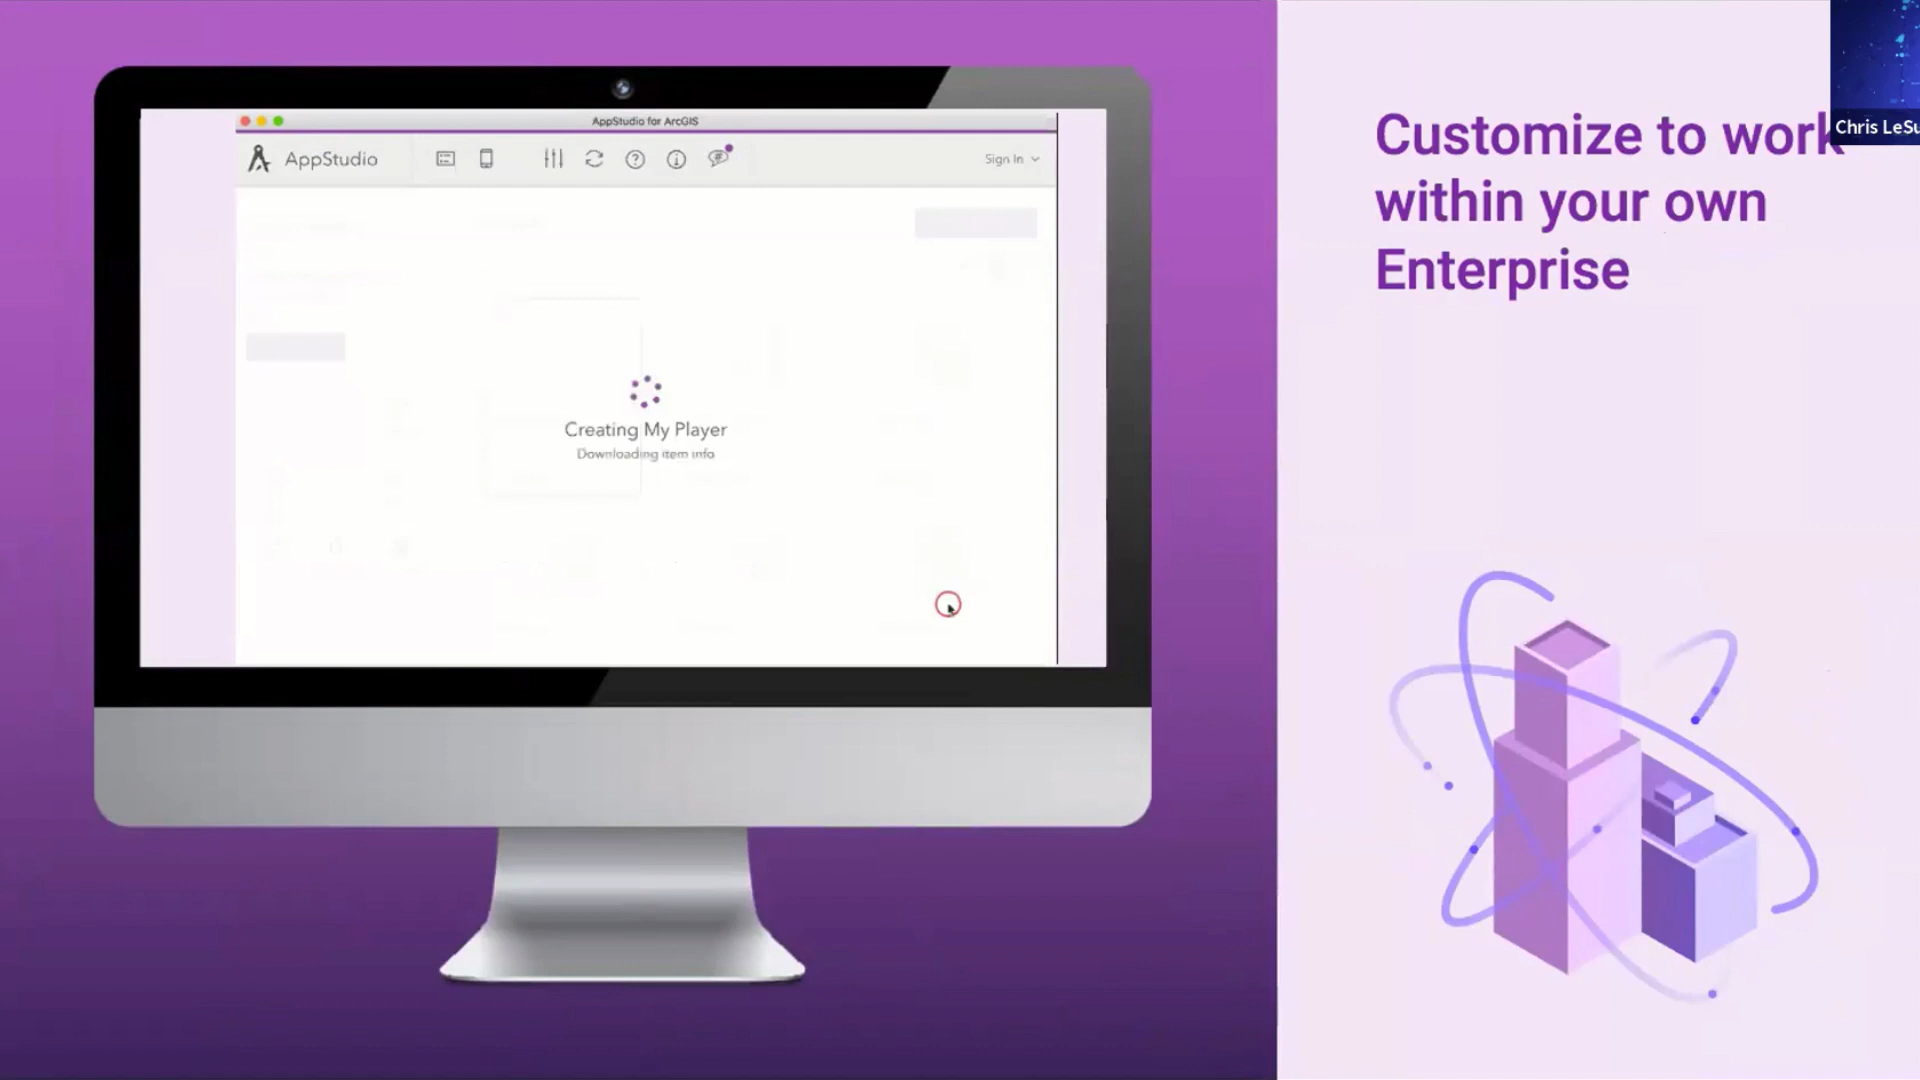 AppStudio for ArcGIS
AppStudio
Sign In
Creating My Player
Downloading item info
Customize to work
within your own
Enterprise
Chris LeSu